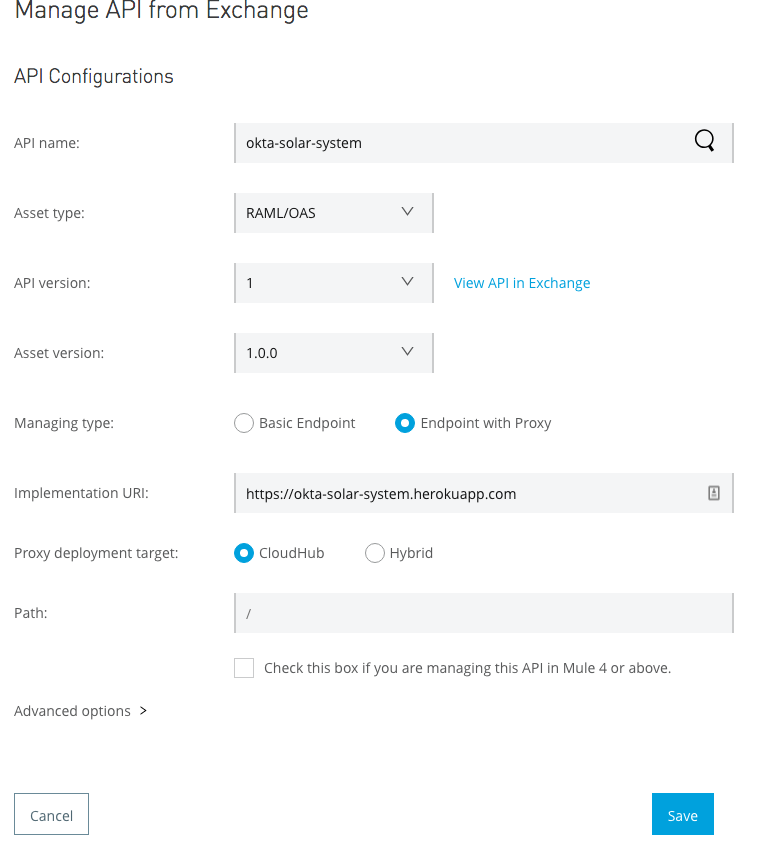 Manage API from Exchange
API Configurations
API name: okta-solar-system
Asset type: RAML/OAS
API version: 1 View API in Exchange
Asset version: 1.0.0
Managing type: Basic Endpoint Endpoint with Proxy
Implementation URI: https://okta-solar-system.herokuapp.com
Proxy deployment target: CloudHub Hybrid
Path: /
Check this box if you are managing this API in Mule 4 or above.
Advanced options >
Cancel Save